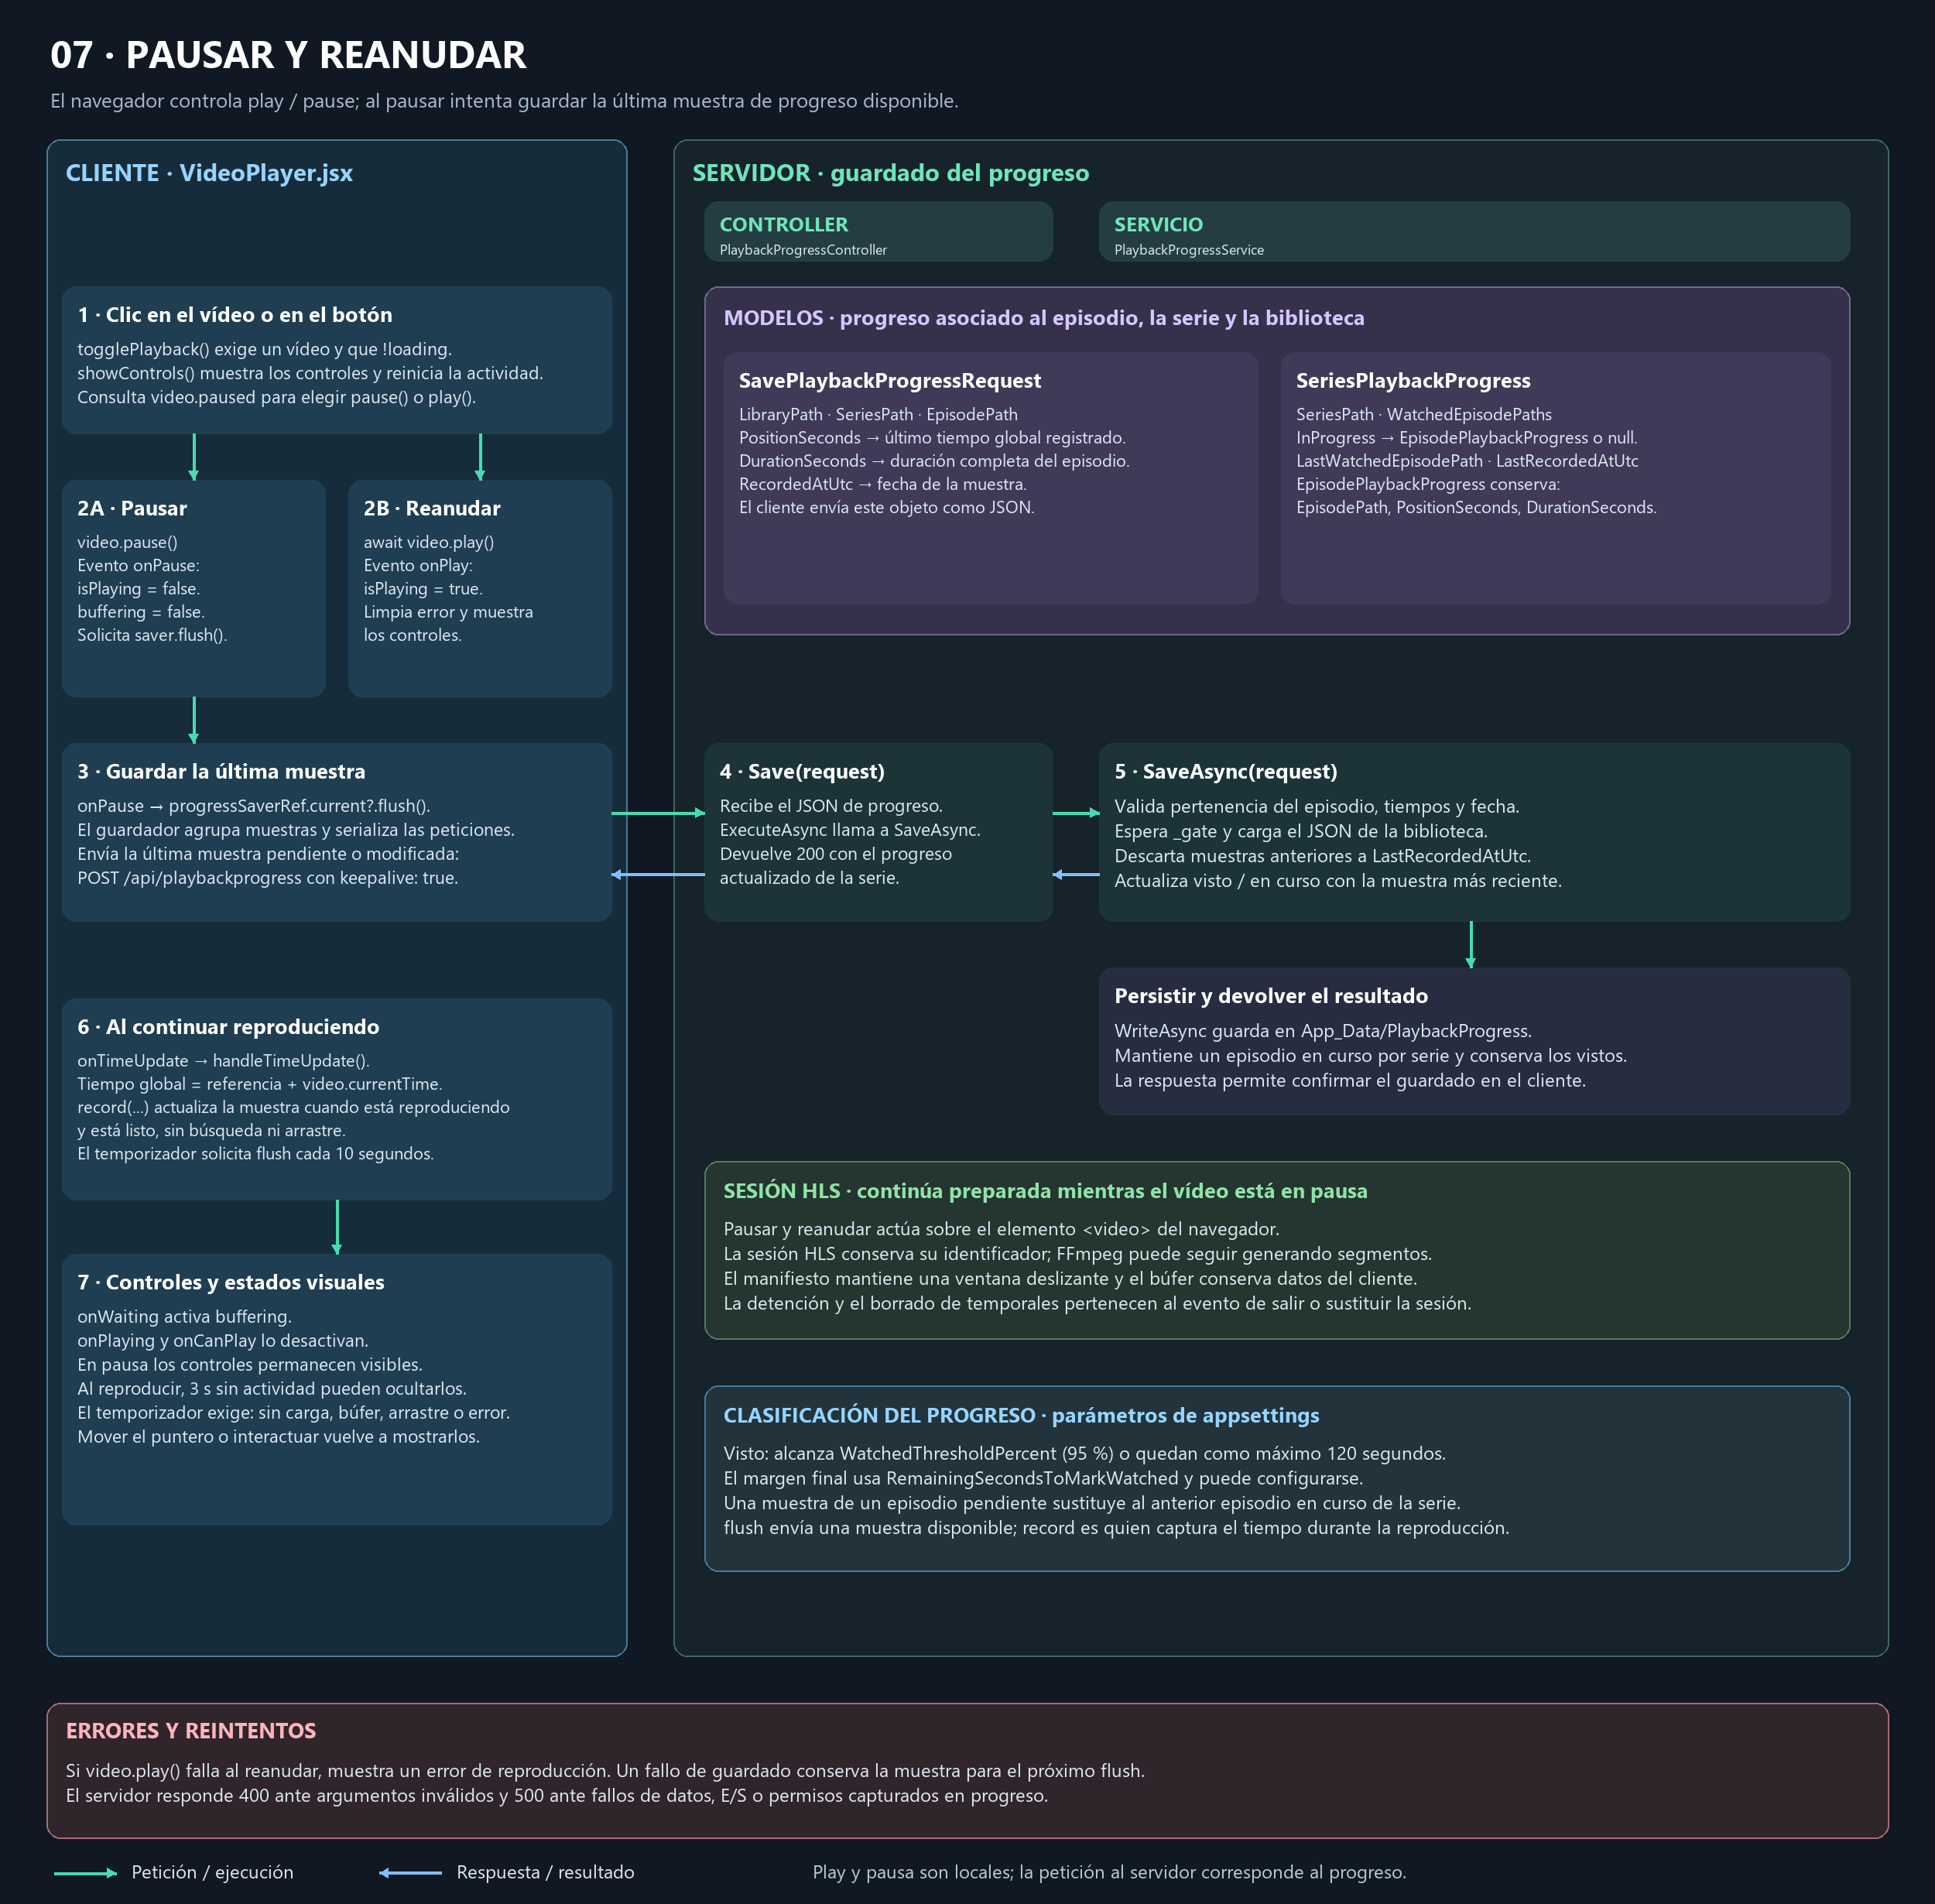 07 · PAUSAR Y REANUDAR
El navegador controla play / pause; al pausar intenta guardar la última muestra de progreso disponible.
CLIENTE · VideoPlayer.jsx
1 · Clic en el vídeo o en el botón
togglePlayback() exige un vídeo y que !loading.
showControls() muestra los controles y reinicia la actividad.
Consulta video.paused para elegir pause() o play().
2A · Pausar
video.pause()
Evento onPause:
isPlaying = false.
buffering = false.
Solicita saver.flush().
2B · Reanudar
await video.play()
Evento onPlay:
isPlaying = true.
Limpia error y muestra
los controles.
3 · Guardar la última muestra
onPause → progressSaverRef.current?.flush().
El guardador agrupa muestras y serializa las peticiones.
Envía la última muestra pendiente o modificada:
POST /api/playbackprogress con keepalive: true.
6 · Al continuar reproduciendo
onTimeUpdate → handleTimeUpdate().
Tiempo global = referencia + video.currentTime.
record(...) actualiza la muestra cuando está reproduciendo
y está listo, sin búsqueda ni arrastre.
El temporizador solicita flush cada 10 segundos.
7 · Controles y estados visuales
onWaiting activa buffering.
onPlaying y onCanPlay lo desactivan.
En pausa los controles permanecen visibles.
Al reproducir, 3 s sin actividad pueden ocultarlos.
El temporizador exige: sin carga, búfer, arrastre o error.
Mover el puntero o interactuar vuelve a mostrarlos.
SERVIDOR · guardado del progreso
CONTROLLER
PlaybackProgressController
SERVICIO
PlaybackProgressService
MODELOS · progreso asociado al episodio, la serie y la biblioteca
SavePlaybackProgressRequest
LibraryPath · SeriesPath · EpisodePath
PositionSeconds → último tiempo global registrado.
DurationSeconds → duración completa del episodio.
RecordedAtUtc → fecha de la muestra.
El cliente envía este objeto como JSON.
SeriesPlaybackProgress
SeriesPath · WatchedEpisodePaths
InProgress → EpisodePlaybackProgress o null.
LastWatchedEpisodePath · LastRecordedAtUtc
EpisodePlaybackProgress conserva:
EpisodePath, PositionSeconds, DurationSeconds.
4 · Save(request)
Recibe el JSON de progreso.
ExecuteAsync llama a SaveAsync.
Devuelve 200 con el progreso
actualizado de la serie.
5 · SaveAsync(request)
Valida pertenencia del episodio, tiempos y fecha.
Espera _gate y carga el JSON de la biblioteca.
Descarta muestras anteriores a LastRecordedAtUtc.
Actualiza visto / en curso con la muestra más reciente.
Persistir y devolver el resultado
WriteAsync guarda en App_Data/PlaybackProgress.
Mantiene un episodio en curso por serie y conserva los vistos.
La respuesta permite confirmar el guardado en el cliente.
SESIÓN HLS · continúa preparada mientras el vídeo está en pausa
Pausar y reanudar actúa sobre el elemento <video> del navegador.
La sesión HLS conserva su identificador; FFmpeg puede seguir generando segmentos.
El manifiesto mantiene una ventana deslizante y el búfer conserva datos del cliente.
La detención y el borrado de temporales pertenecen al evento de salir o sustituir la sesión.
CLASIFICACIÓN DEL PROGRESO · parámetros de appsettings
Visto: alcanza WatchedThresholdPercent (95 %) o quedan como máximo 120 segundos.
El margen final usa RemainingSecondsToMarkWatched y puede configurarse.
Una muestra de un episodio pendiente sustituye al anterior episodio en curso de la serie.
flush envía una muestra disponible; record es quien captura el tiempo durante la reproducción.
ERRORES Y REINTENTOS
Si video.play() falla al reanudar, muestra un error de reproducción. Un fallo de guardado conserva la muestra para el próximo flush.
El servidor responde 400 ante argumentos inválidos y 500 ante fallos de datos, E/S o permisos capturados en progreso.
Petición / ejecución
Respuesta / resultado
Play y pausa son locales; la petición al servidor corresponde al progreso.